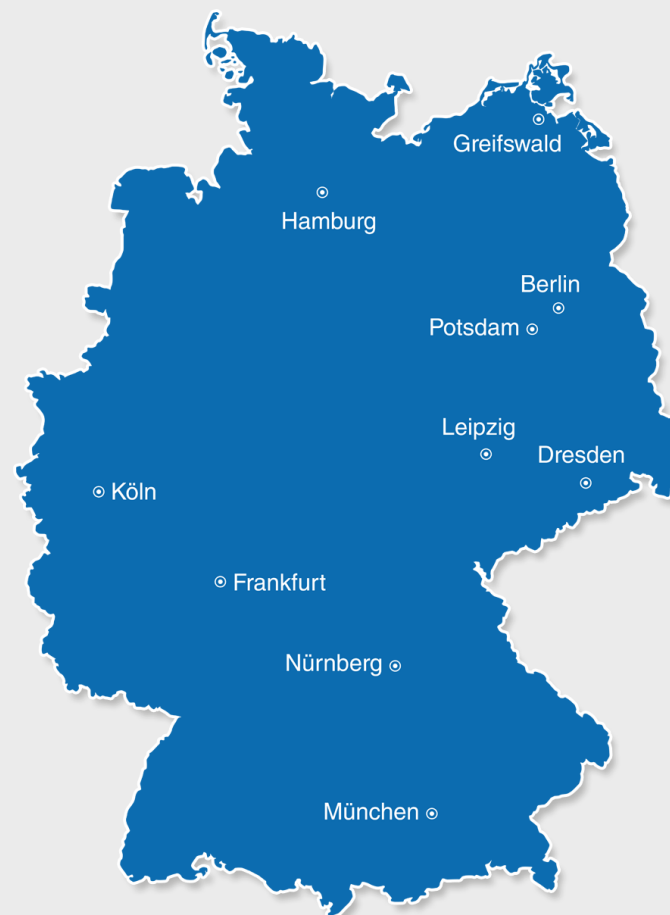 Greifswald
Hamburg
Berlin
Potsdam
Leipzig
Dresden
Köln
Frankfurt
Nürnberg
München